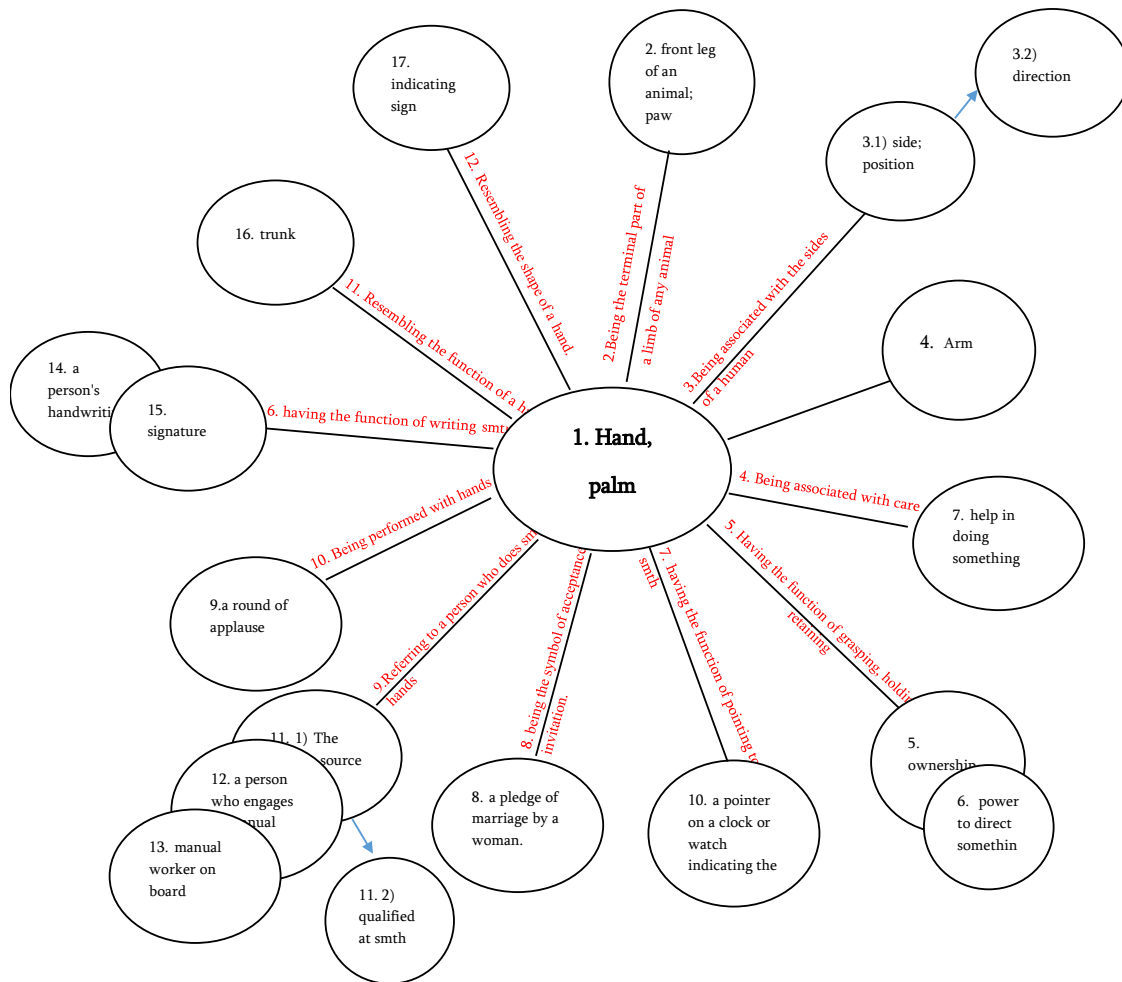 17.
indicating
sign
2. front leg
of an
animal;
paw
3.2)
direction
3.1) side;
position
12. Resembling the shape of a hand.
2.Being the terminal part of
a limb of any animal
3.Being associated with the sides
of a human
16. trunk
11. Resembling the function of a h
4. Arm
14. a
person's
handwriti
15.
signature
6. having the function of writing smth
1. Hand,
palm
4. Being associated with care
7. help in
doing
something
10. Being performed with hands
9.a round of
applause
9.Referring to a person who does sm
hands
8. being the symbol of acceptance
invitation.
7. having the function of pointing to
smth
5. Having the function of grasping, holdin
retaining
11. 1) The
source
12. a person
who engages
nual
13. manual
worker on
board
11. 2)
qualified
at smth
8. a pledge of
marriage by a
woman.
10. a pointer
on a clock or
watch
indicating the
5.
ownership
6. power
to direct
somethin